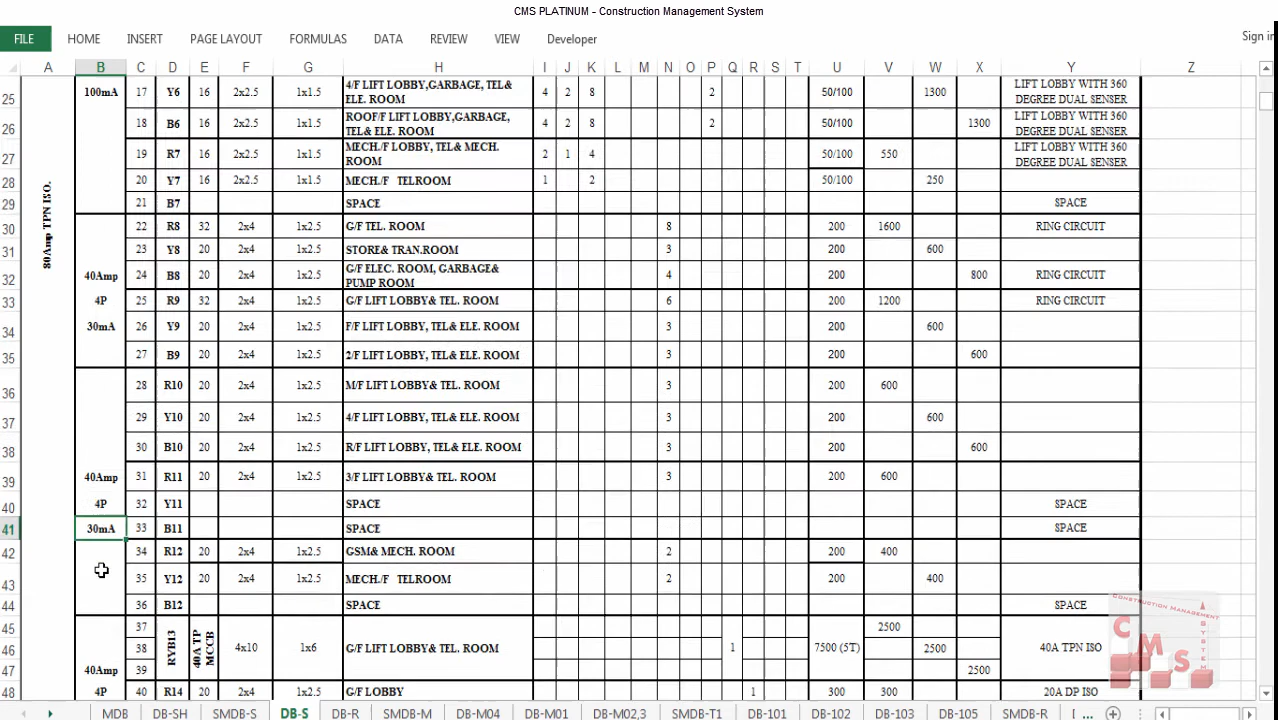 CMS PLATINUM - Construction Management System
FILE HOME INSERT PAGE LAYOUT FORMULAS DATA REVIEW VIEW Developer Sign in
A B C D E F G H I J K L M N O P Q R S T U V W X Y Z
80Amp TPN ISO.
25 100mA 17 Y6 16 2x2.5 1x1.5 4/F LIFT LOBBY,GARBAGE, TEL& ELE. ROOM 4 2 8 2 50/100 1300 LIFT LOBBY WITH 360 DEGREE DUAL SENSER
26 18 B6 16 2x2.5 1x1.5 ROOF/F LIFT LOBBY,GARBAGE, TEL& ELE. ROOM 4 2 8 2 50/100 1300 LIFT LOBBY WITH 360 DEGREE DUAL SENSER
27 19 R7 16 2x2.5 1x1.5 MECH./F LOBBY, TEL& MECH. ROOM 2 1 4 50/100 550 LIFT LOBBY WITH 360 DEGREE DUAL SENSER
28 20 Y7 16 2x2.5 1x1.5 MECH./F TELROOM 1 2 50/100 250
29 21 B7 SPACE SPACE
30 22 R8 32 2x4 1x2.5 G/F TEL. ROOM 8 200 1600 RING CIRCUIT
31 23 Y8 20 2x4 1x2.5 STORE& TRAN.ROOM 3 200 600
32 40Amp 24 B8 20 2x4 1x2.5 G/F ELEC. ROOM, GARBAGE& PUMP ROOM 4 200 800 RING CIRCUIT
33 4P 25 R9 32 2x4 1x2.5 G/F LIFT LOBBY& TEL. ROOM 6 200 1200 RING CIRCUIT
34 30mA 26 Y9 20 2x4 1x2.5 F/F LIFT LOBBY, TEL& ELE. ROOM 3 200 600
35 27 B9 20 2x4 1x2.5 2/F LIFT LOBBY, TEL& ELE. ROOM 3 200 600
36 28 R10 20 2x4 1x2.5 M/F LIFT LOBBY& TEL. ROOM 3 200 600
37 29 Y10 20 2x4 1x2.5 4/F LIFT LOBBY, TEL& ELE. ROOM 3 200 600
38 30 B10 20 2x4 1x2.5 R/F LIFT LOBBY, TEL& ELE. ROOM 3 200 600
39 40Amp 31 R11 20 2x4 1x2.5 3/F LIFT LOBBY& TEL. ROOM 3 200 600
40 4P 32 Y11 SPACE SPACE
41 30mA 33 B11 SPACE SPACE
42 34 R12 20 2x4 1x2.5 GSM& MECH. ROOM 2 200 400
43 35 Y12 20 2x4 1x2.5 MECH./F TELROOM 2 200 400
44 36 B12 SPACE SPACE
45 37 2500
46 38 RYB13 40A TP MCCB 4x10 1x6 G/F LIFT LOBBY& TEL. ROOM 1 7500 (5T) 2500 40A TPN ISO
47 40Amp 39 2500
48 4P 40 R14 20 2x4 1x2.5 G/F LOBBY 1 300 300 20A DP ISO
CONSTRUCTION MANAGEMENT SYSTEM
CMS
MDB DB-SH SMDB-S DB-S DB-R SMDB-M DB-M04 DB-M01 DB-M02,3 SMDB-T1 DB-101 DB-102 DB-103 DB-105 SMDB-R ...